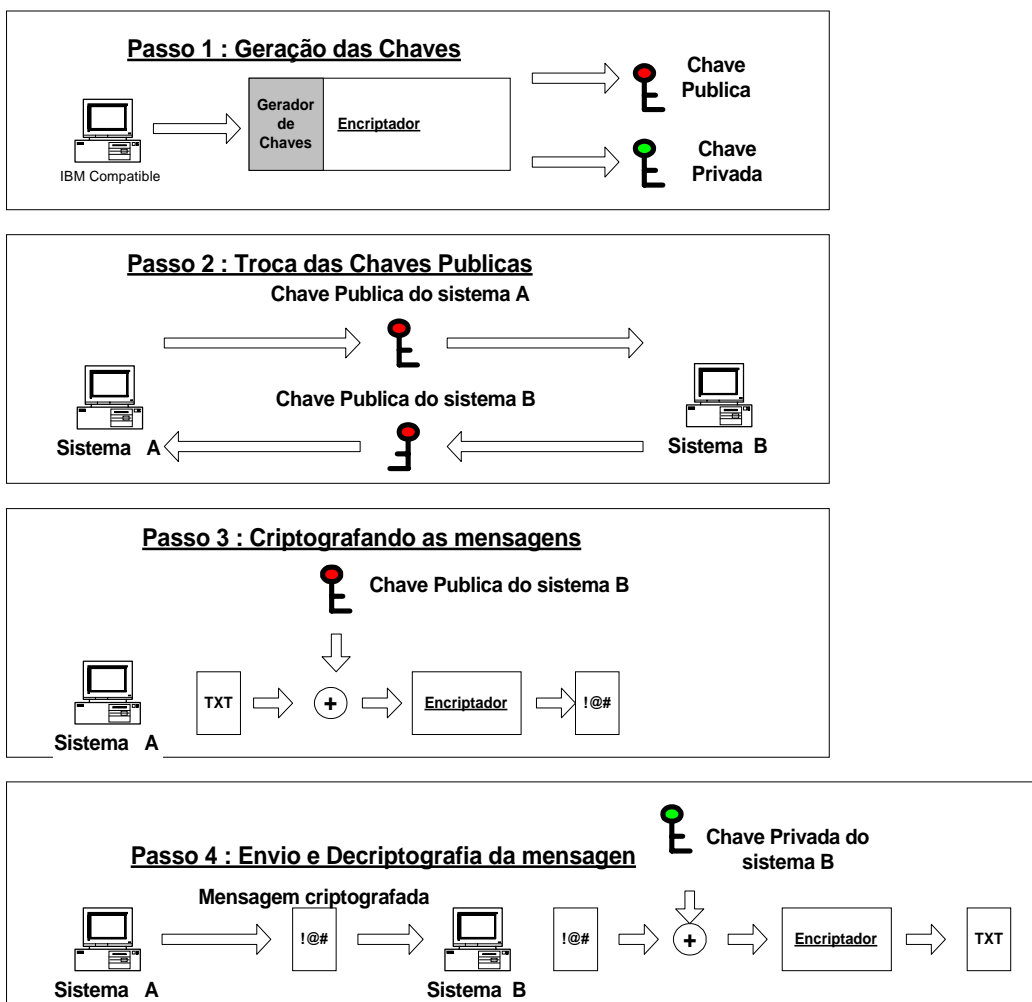 Passo 1 : Geração das Chaves
Gerador
de
Chaves
Encriptador
IBM Compatible
Chave
Publica
Chave
Privada
Passo 2 : Troca das Chaves Publicas
Chave Publica do sistema A
Chave Publica do sistema B
Sistema A
Sistema B
Passo 3 : Criptografando as mensagens
Chave Publica do sistema B
TXT
+
Encriptador
!@#
Sistema A
Passo 4 : Envio e Decriptografia da mensagen
Chave Privada do
sistema B
Mensagem criptografada
!@#
!@#
+
Encriptador
TXT
Sistema A
Sistema B